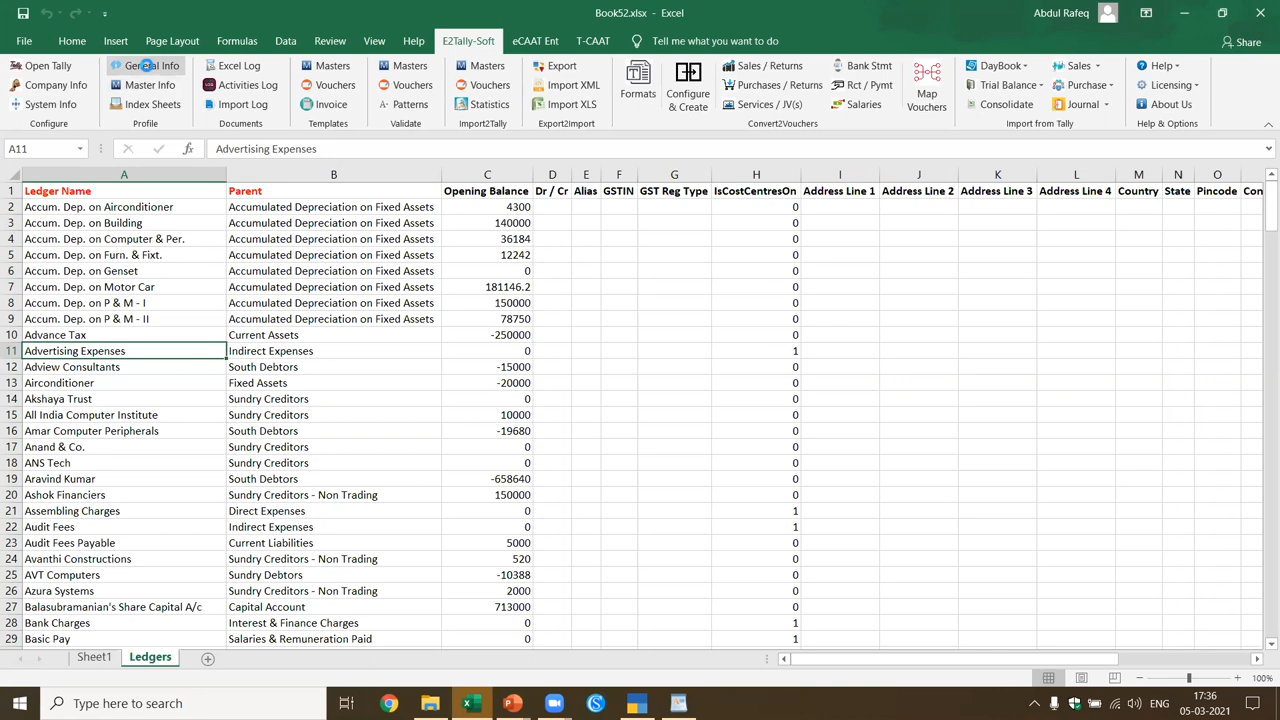 Book52.xlsx - Excel
Abdul Rafeq
File Home Insert Page Layout Formulas Data Review View Help E2Tally-Soft eCAAT Ent T-CAAT Tell me what you want to do Share
Open Tally General Info Excel Log Masters Masters Masters Export Sales / Returns Bank Stmt DayBook Sales Help
Company Info Master Info Activities Log Vouchers Vouchers Vouchers Import XML Purchases / Returns Rct / Pymt Trial Balance Purchase Licensing
System Info Index Sheets Import Log Invoice Patterns Statistics Import XLS Formats Configure & Create Services / JV(s) Salaries Map Vouchers Consolidate Journal About Us
Configure Profile Documents Templates Validate Import2Tally Export2Import Convert2Vouchers Import from Tally Help & Options
A11 fx Advertising Expenses
A B C D E F G H I J K L M N O
1 Ledger Name Parent Opening Balance Dr / Cr Alias GSTIN GST Reg Type IsCostCentresOn Address Line 1 Address Line 2 Address Line 3 Address Line 4 Country State Pincode Con
2 Accum. Dep. on Airconditioner Accumulated Depreciation on Fixed Assets 4300 0
3 Accum. Dep. on Building Accumulated Depreciation on Fixed Assets 140000 0
4 Accum. Dep. on Computer & Per. Accumulated Depreciation on Fixed Assets 36184 0
5 Accum. Dep. on Furn. & Fixt. Accumulated Depreciation on Fixed Assets 12242 0
6 Accum. Dep. on Genset Accumulated Depreciation on Fixed Assets 0 0
7 Accum. Dep. on Motor Car Accumulated Depreciation on Fixed Assets 181146.2 0
8 Accum. Dep. on P & M - I Accumulated Depreciation on Fixed Assets 150000 0
9 Accum. Dep. on P & M - II Accumulated Depreciation on Fixed Assets 78750 0
10 Advance Tax Current Assets -250000 0
11 Advertising Expenses Indirect Expenses 0 1
12 Adview Consultants South Debtors -15000 0
13 Airconditioner Fixed Assets -20000 0
14 Akshaya Trust Sundry Creditors 0 0
15 All India Computer Institute Sundry Creditors 10000 0
16 Amar Computer Peripherals South Debtors -19680 0
17 Anand & Co. Sundry Creditors 0 0
18 ANS Tech Sundry Creditors 0 0
19 Aravind Kumar South Debtors -658640 0
20 Ashok Financiers Sundry Creditors - Non Trading 150000 0
21 Assembling Charges Direct Expenses 0 1
22 Audit Fees Indirect Expenses 0 1
23 Audit Fees Payable Current Liabilities 5000 0
24 Avanthi Constructions Sundry Creditors - Non Trading 520 0
25 AVT Computers Sundry Debtors -10388 0
26 Azura Systems Sundry Creditors - Non Trading 2000 0
27 Balasubramanian's Share Capital A/c Capital Account 713000 0
28 Bank Charges Interest & Finance Charges 0 1
29 Basic Pay Salaries & Remuneration Paid 0 1
Sheet1 Ledgers
100%
Type here to search
ENG
17:36
05-03-2021